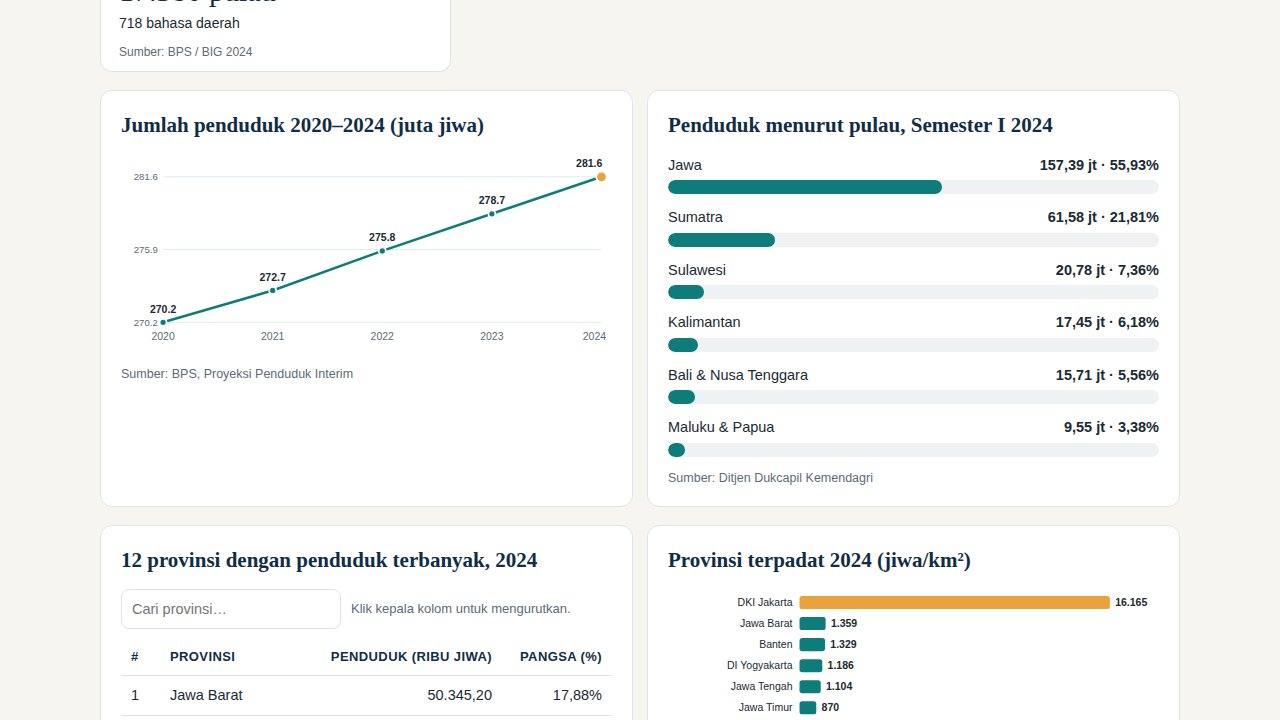 718 bahasa daerah
Sumber: BPS / BIG 2024
Jumlah penduduk 2020–2024 (juta jiwa)
281.6
275.9
270.2
270.2
272.7
275.8
278.7
281.6
2020
2021
2022
2023
2024
Sumber: BPS, Proyeksi Penduduk Interim
Penduduk menurut pulau, Semester I 2024
Jawa 157,39 jt · 55,93%
Sumatra 61,58 jt · 21,81%
Sulawesi 20,78 jt · 7,36%
Kalimantan 17,45 jt · 6,18%
Bali & Nusa Tenggara 15,71 jt · 5,56%
Maluku & Papua 9,55 jt · 3,38%
Sumber: Ditjen Dukcapil Kemendagri
12 provinsi dengan penduduk terbanyak, 2024
Cari provinsi… Klik kepala kolom untuk mengurutkan.
# PROVINSI PENDUDUK (RIBU JIWA) PANGSA (%)
1 Jawa Barat 50.345,20 17,88%
Provinsi terpadat 2024 (jiwa/km²)
DKI Jakarta 16.165
Jawa Barat 1.359
Banten 1.329
DI Yogyakarta 1.186
Jawa Tengah 1.104
Jawa Timur 870